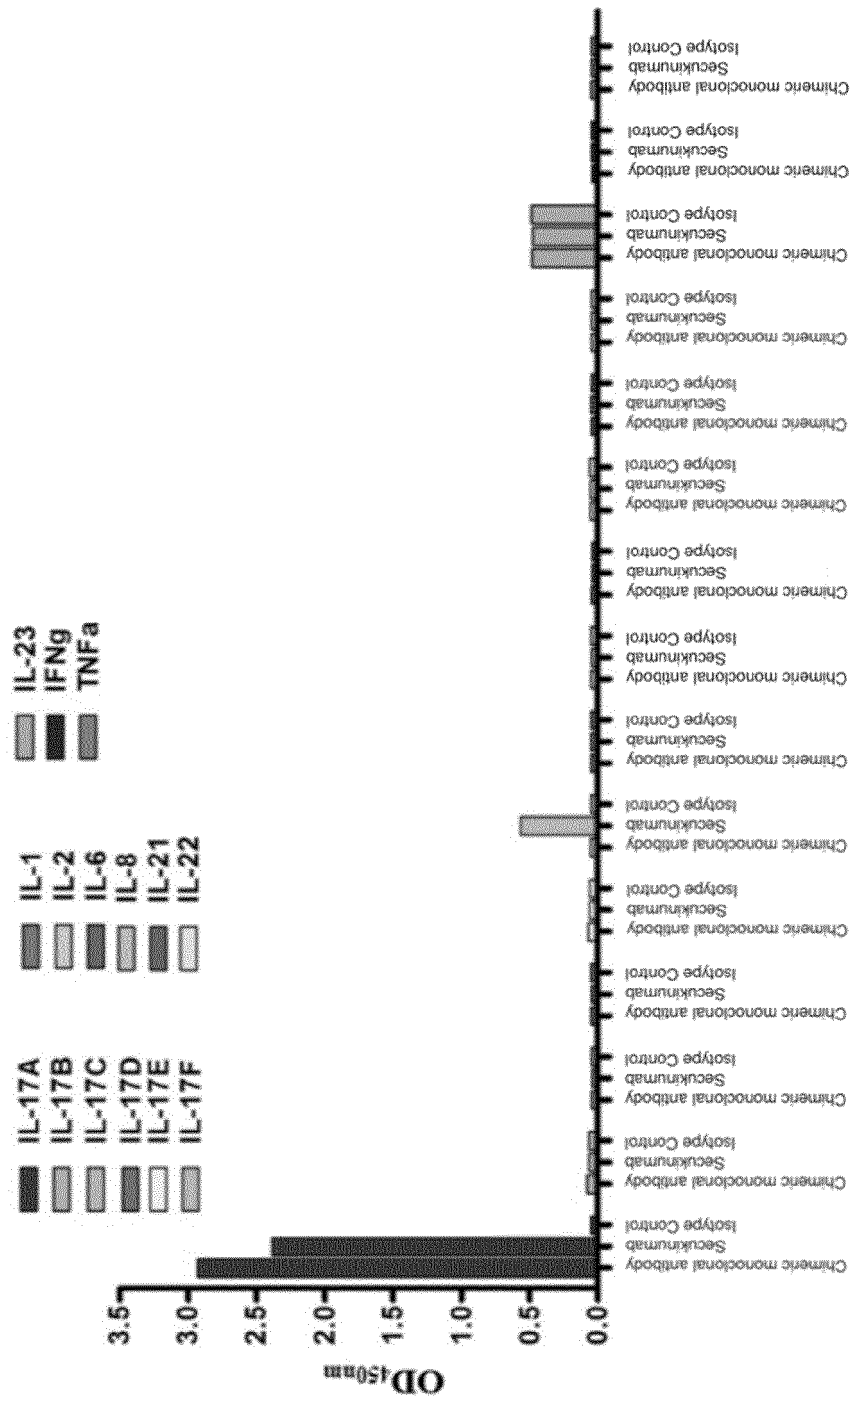 IL-17A
IL-17B
IL-17C
IL-17D
IL-17E
IL-17F
IL-1
IL-2
IL-6
IL-8
IL-21
IL-22
IL-23
IFNg
TNFa
OD450nm
3.5
3.0
2.5
2.0
1.5
1.0
0.5
0.0
Chimeric monoclonal antibody
Secukinumab
Isotype Control
Chimeric monoclonal antibody
Secukinumab
Isotype Control
Chimeric monoclonal antibody
Secukinumab
Isotype Control
Chimeric monoclonal antibody
Secukinumab
Isotype Control
Chimeric monoclonal antibody
Secukinumab
Isotype Control
Chimeric monoclonal antibody
Secukinumab
Isotype Control
Chimeric monoclonal antibody
Secukinumab
Isotype Control
Chimeric monoclonal antibody
Secukinumab
Isotype Control
Chimeric monoclonal antibody
Secukinumab
Isotype Control
Chimeric monoclonal antibody
Secukinumab
Isotype Control
Chimeric monoclonal antibody
Secukinumab
Isotype Control
Chimeric monoclonal antibody
Secukinumab
Isotype Control
Chimeric monoclonal antibody
Secukinumab
Isotype Control
Chimeric monoclonal antibody
Secukinumab
Isotype Control
Chimeric monoclonal antibody
Secukinumab
Isotype Control